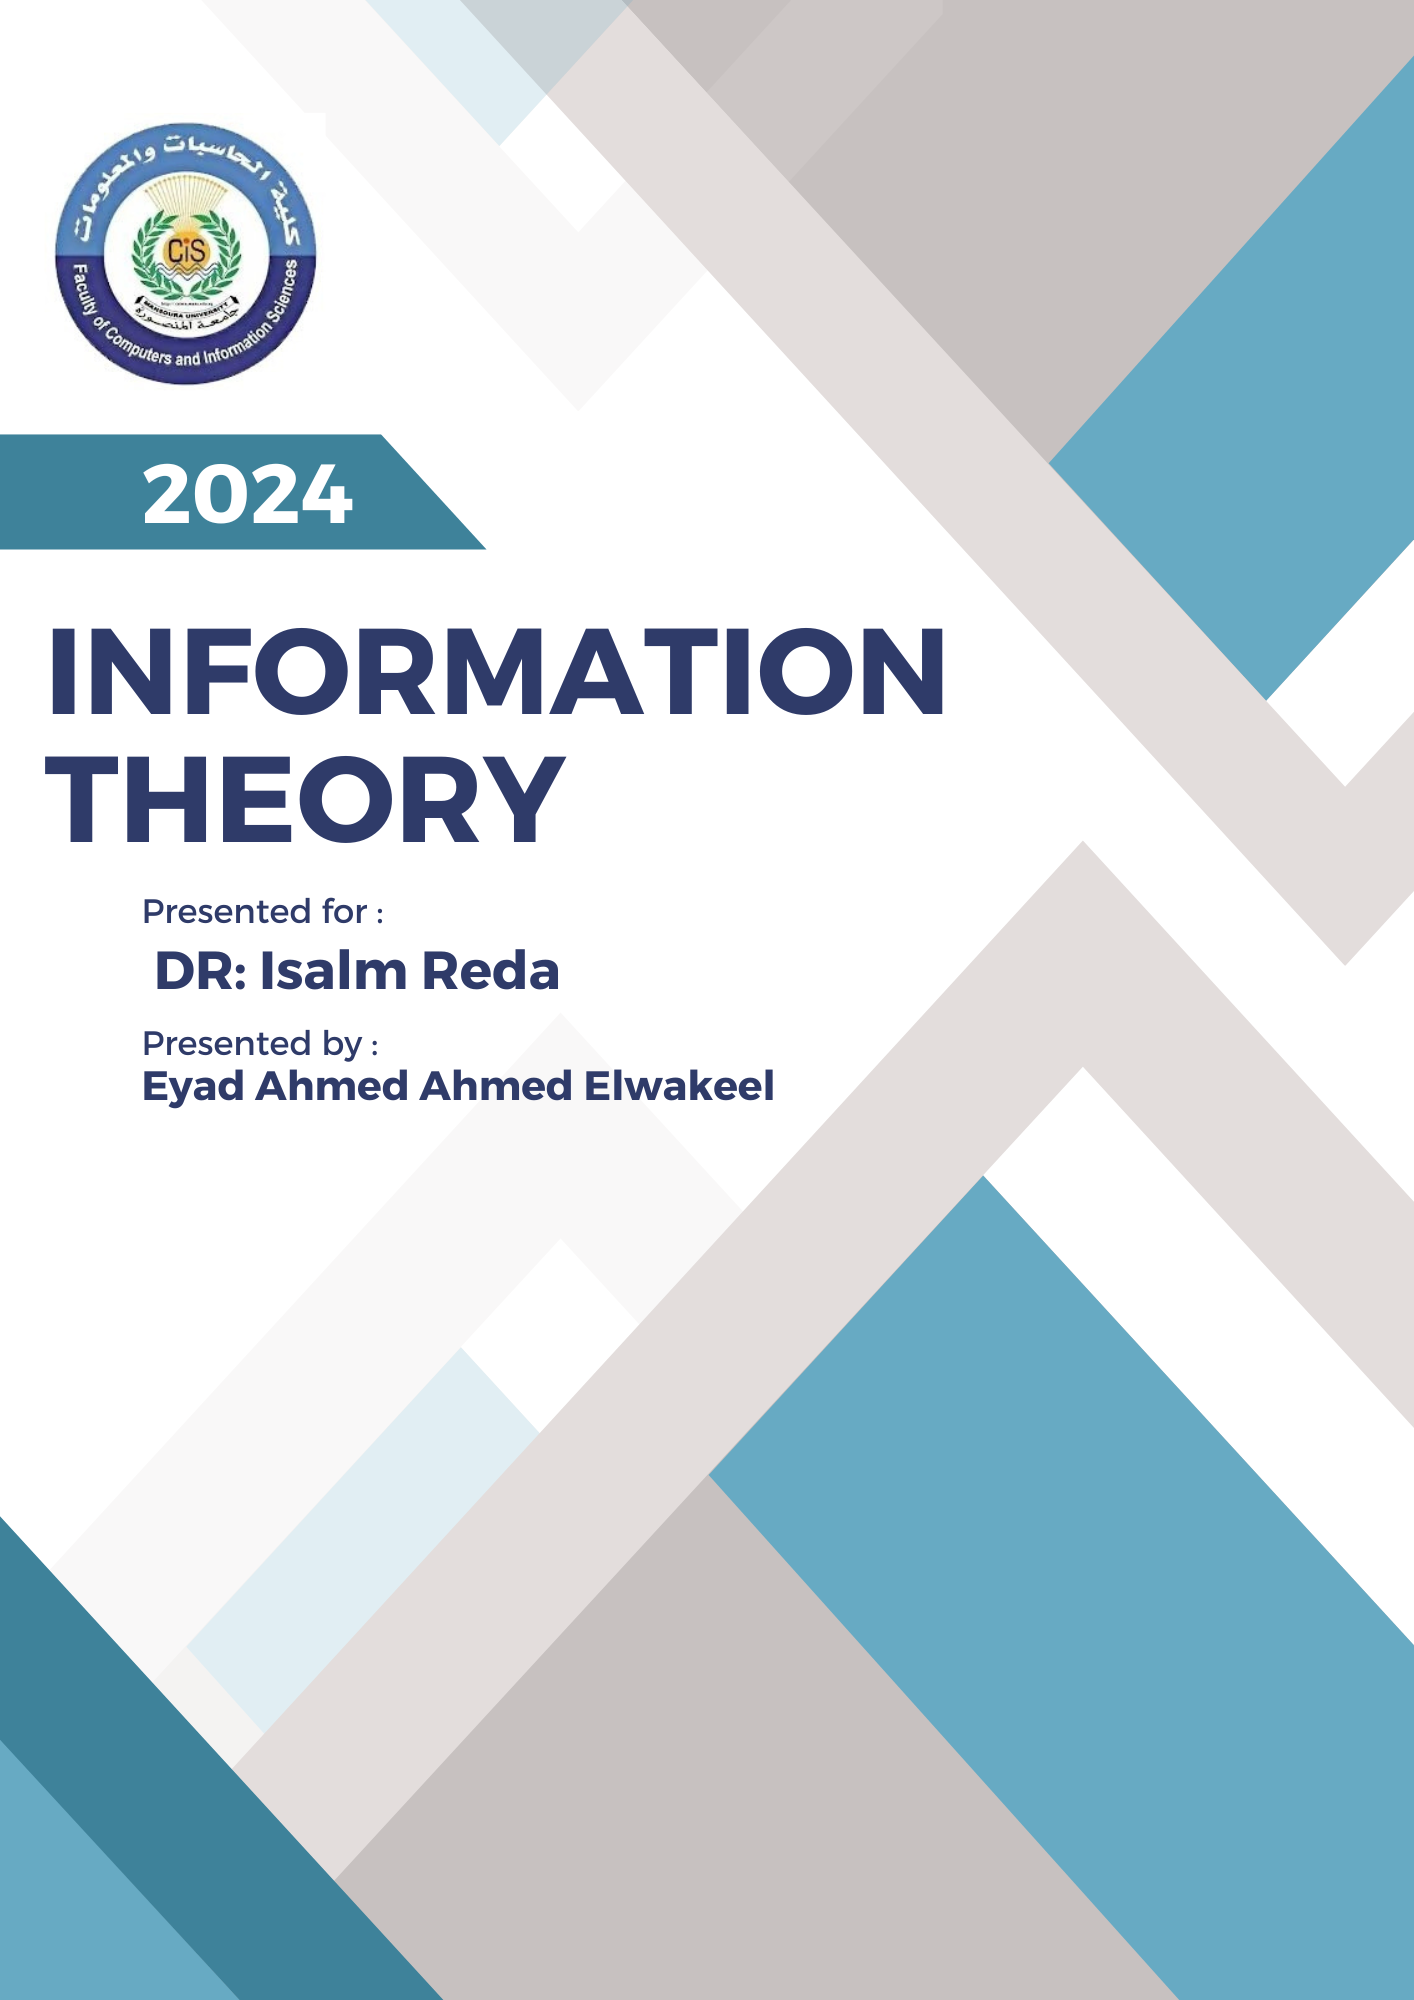 كلية الحاسبات والمعلومات
CiS
MANSOURA UNIVERSITY
جامعة المنصورة
Faculty of Computers and Information Sciences
2024
INFORMATION
THEORY
Presented for :
DR: Isalm Reda
Presented by :
Eyad Ahmed Ahmed Elwakeel